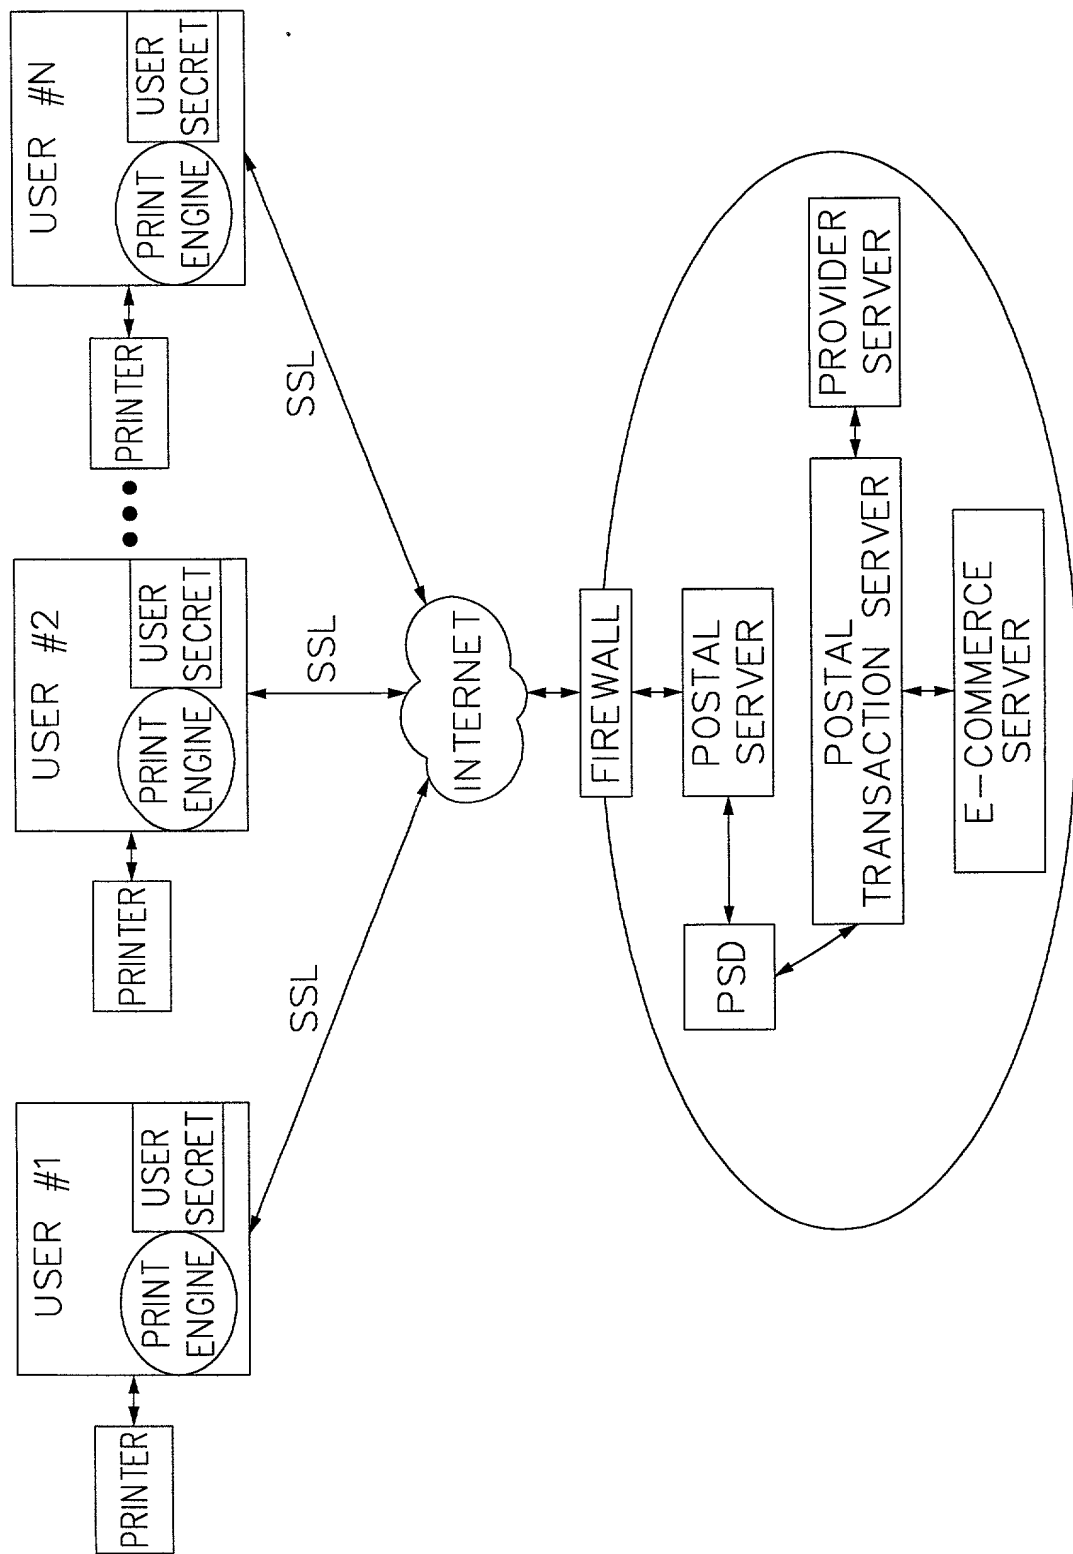 USER #1
PRINT
ENGINE
USER
SECRET
PRINTER
USER #2
PRINT
ENGINE
USER
SECRET
PRINTER
USER #N
PRINT
ENGINE
USER
SECRET
PRINTER
SSL
SSL
SSL
INTERNET
FIREWALL
POSTAL
SERVER
PSD
POSTAL
TRANSACTION SERVER
PROVIDER
SERVER
E-COMMERCE
SERVER